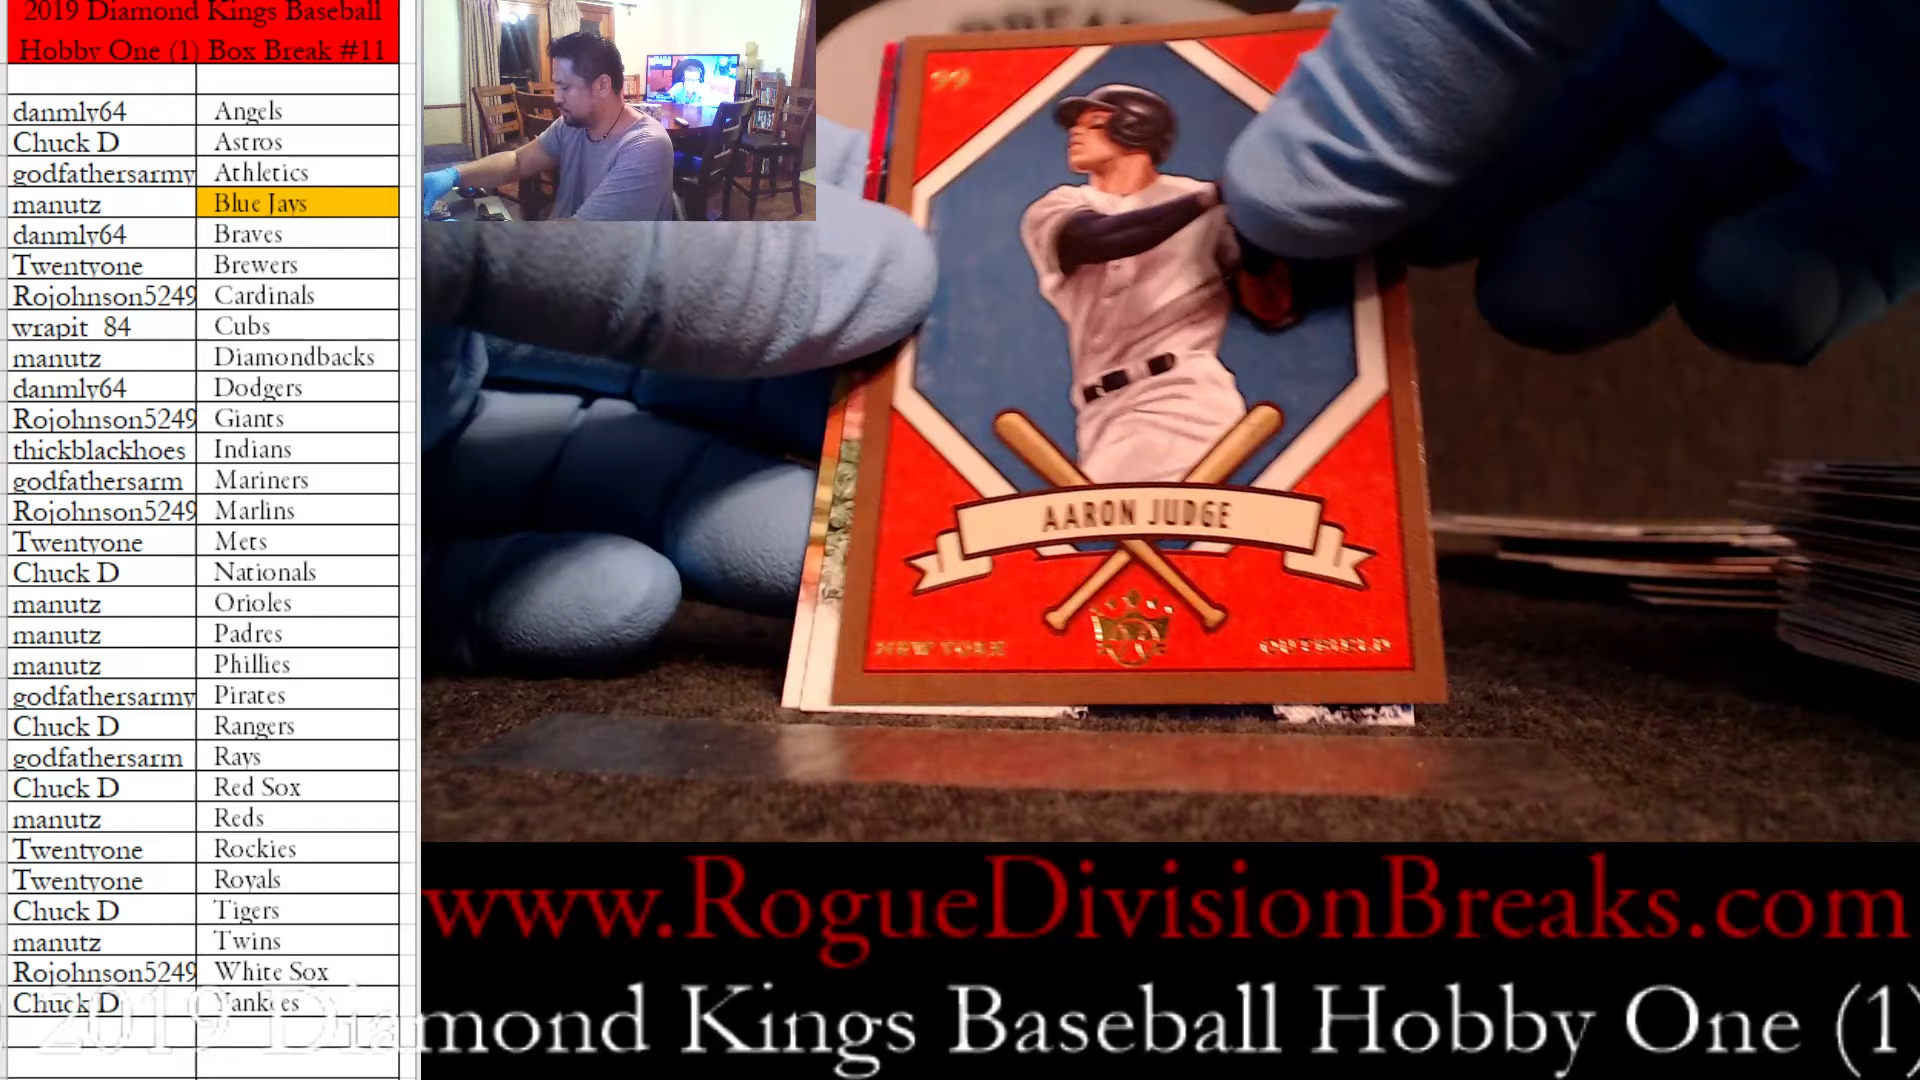 2019 Diamond Kings Baseball
Hobby One (1) Box Break #11
danmly64 Angels
Chuck D Astros
godfathersarmy Athletics
manutz Blue Jays
danmly64 Braves
Twentyone Brewers
Rojohnson5249 Cardinals
wrapit_84 Cubs
manutz Diamondbacks
danmly64 Dodgers
Rojohnson5249 Giants
thickblackhoes Indians
godfathersarm Mariners
Rojohnson5249 Marlins
Twentyone Mets
Chuck D Nationals
manutz Orioles
manutz Padres
manutz Phillies
godfathersarmy Pirates
Chuck D Rangers
godfathersarm Rays
Chuck D Red Sox
manutz Reds
Twentyone Rockies
Twentyone Royals
Chuck D Tigers
manutz Twins
Rojohnson5249 White Sox
Chuck D Yankees
99
AARON JUDGE
NEW YORK OUTFIELD
DK
www.RogueDivisionBreaks.com
2019 Diamond Kings Baseball Hobby One (1)